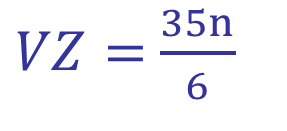 VZ = 35n/6